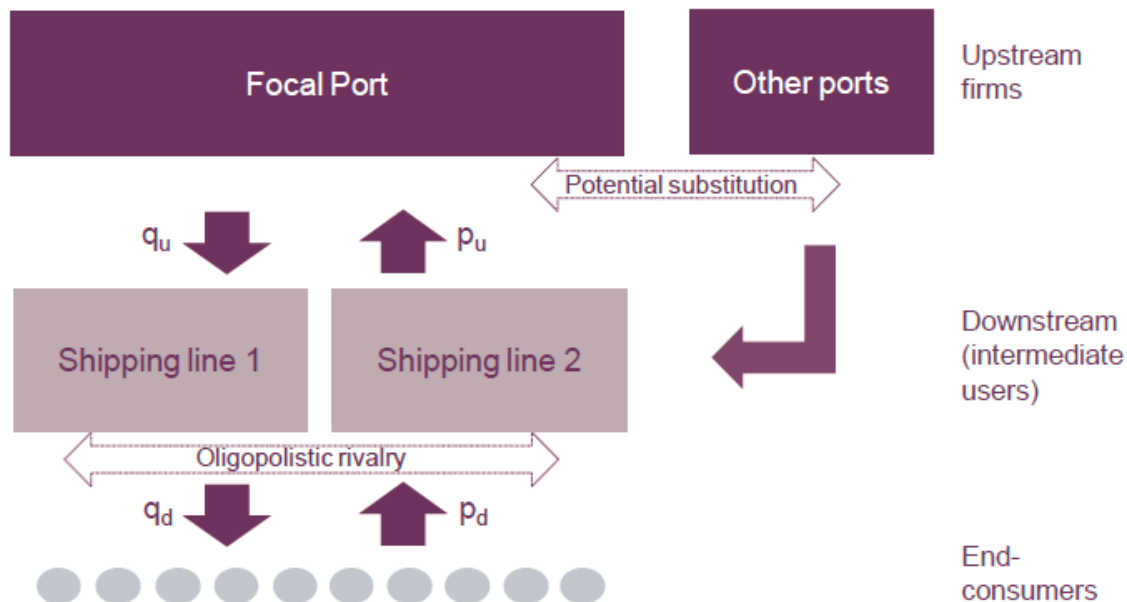 Focal Port
Other ports
Upstream
firms
Potential substitution
qu
pu
Shipping line 1
Shipping line 2
Downstream
(intermediate
users)
Oligopolistic rivalry
qd
pd
End-
consumers